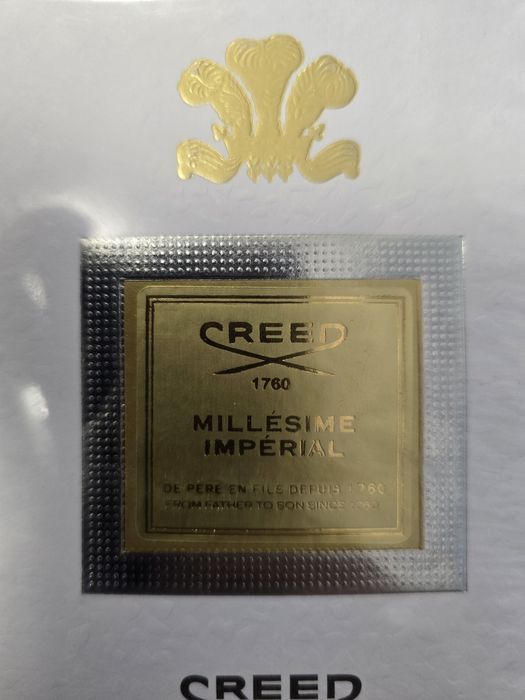 CREED
1760
MILLÉSIME
IMPÉRIAL
DE PÈRE EN FILS DEPUIS 1760
FROM FATHER TO SON SINCE 1760
CREED